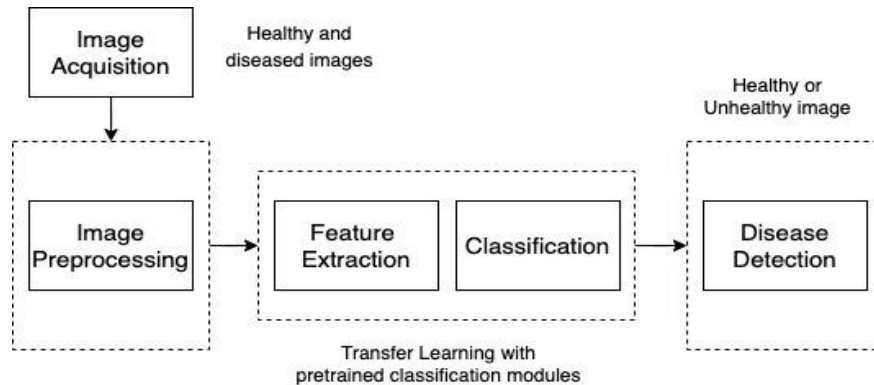 Image
Acquisition
Healthy and
diseased images
Healthy or
Unhealthy image
Image
Preprocessing
Feature
Extraction
Classification
Disease
Detection
Transfer Learning with
pretrained classification modules